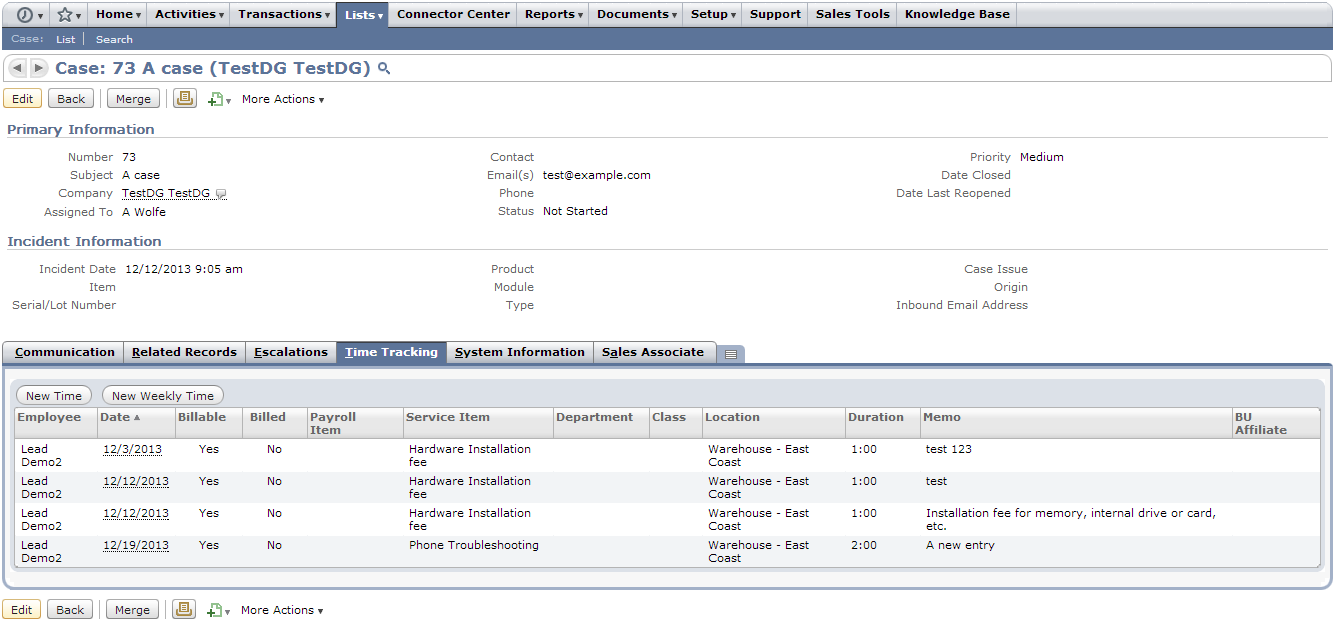 Home Activities Transactions Lists Connector Center Reports Documents Setup Support Sales Tools Knowledge Base
Case: List Search
Case: 73 A case (TestDG TestDG)
Edit Back Merge More Actions
Primary Information
Number 73 Contact Priority Medium
Subject A case Email(s) test@example.com Date Closed
Company TestDG TestDG Phone Date Last Reopened
Assigned To A Wolfe Status Not Started
Incident Information
Incident Date 12/12/2013 9:05 am Product Case Issue
Item Module Origin
Serial/Lot Number Type Inbound Email Address
Communication Related Records Escalations Time Tracking System Information Sales Associate
New Time New Weekly Time
Employee Date Billable Billed Payroll Service Item Department Class Location Duration Memo BU
Item Affiliate
Lead 12/3/2013 Yes No Hardware Installation Warehouse - East 1:00 test 123
Demo2 fee Coast
Lead 12/12/2013 Yes No Hardware Installation Warehouse - East 1:00 test
Demo2 fee Coast
Lead 12/12/2013 Yes No Hardware Installation Warehouse - East 1:00 Installation fee for memory, internal drive or card,
Demo2 fee Coast etc.
Lead 12/19/2013 Yes No Phone Troubleshooting Warehouse - East 2:00 A new entry
Demo2 Coast
Edit Back Merge More Actions